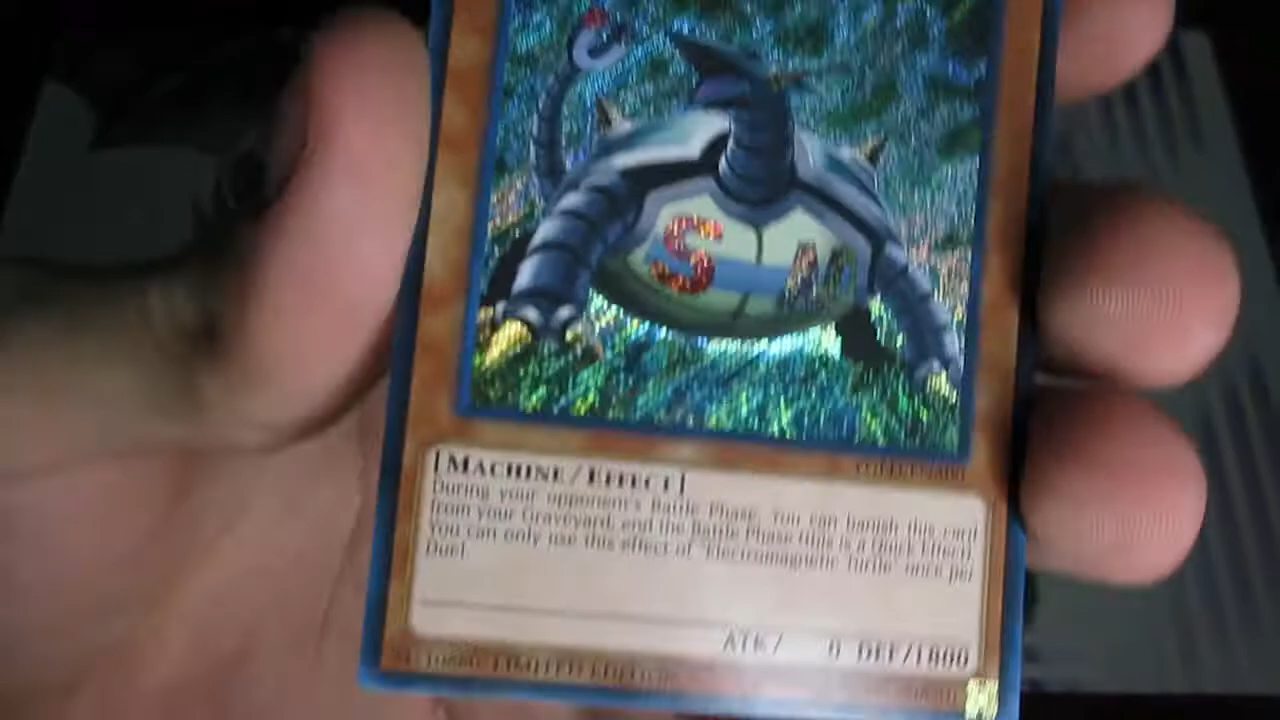 S M
[MACHINE/EFFECT]
During your opponent's Battle Phase, you can banish this card
from your Graveyard, end the Battle Phase (this is a Quick Effect).
you can only use this effect of "Electromagnetic Turtle" once per
Duel
ATK/ 0 DEF/1800
LIMITED EDITION